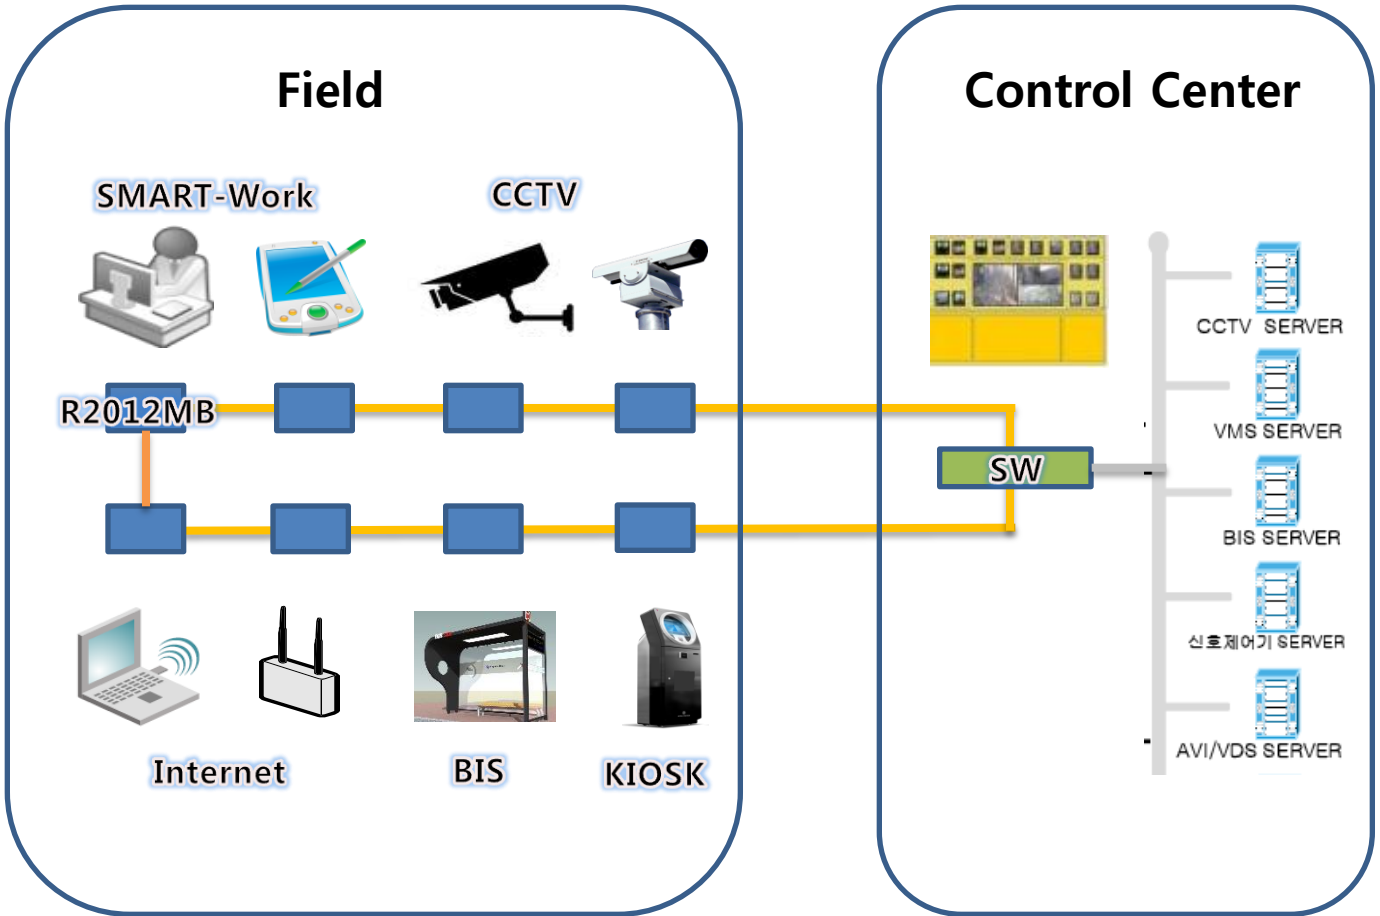 Field
Control Center
SMART-Work
CCTV
R2012MB
SW
Internet
BIS
KIOSK
CCTV SERVER
VMS SERVER
BIS SERVER
신호제어기 SERVER
AVI/VDS SERVER